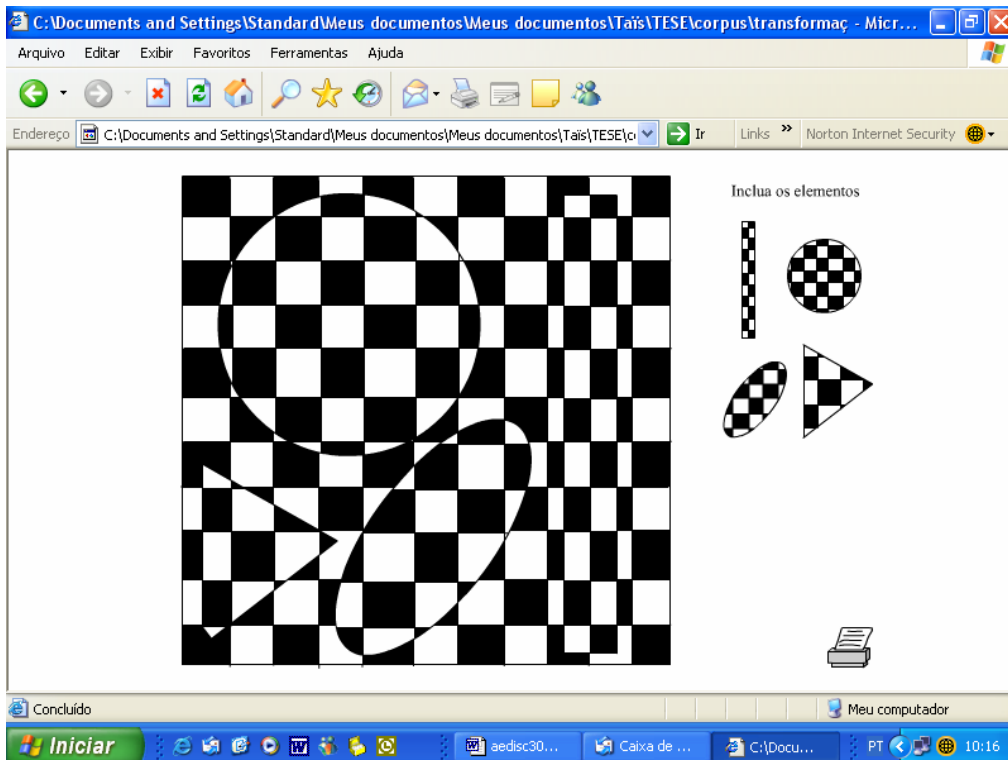 C:\Documents and Settings\Standard\Meus documentos\Meus documentos\Taïs\TESE\corpus\transformaç - Micr...
Arquivo Editar Exibir Favoritos Ferramentas Ajuda
Endereço C:\Documents and Settings\Standard\Meus documentos\Meus documentos\Taïs\TESE\co Ir Links » Norton Internet Security
Inclua os elementos
Concluído Meu computador
Iniciar aedisc30... Caixa de ... C:\Docu... PT 10:16